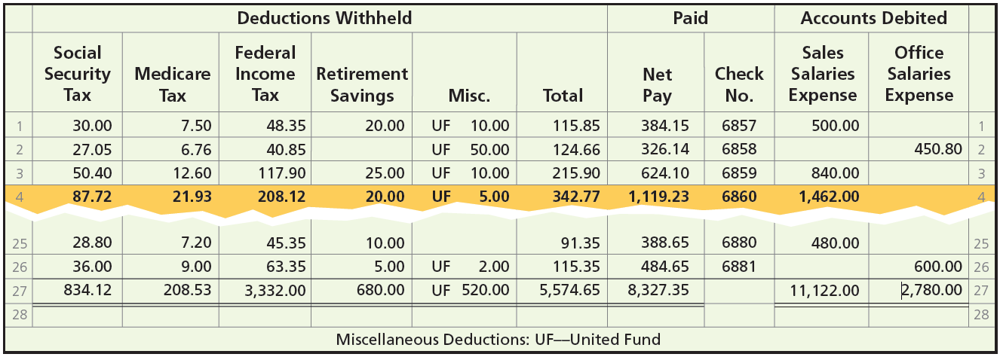 Deductions Withheld Paid Accounts Debited
Social Security Tax Medicare Tax Federal Income Tax Retirement Savings Misc. Total Net Pay Check No. Sales Salaries Expense Office Salaries Expense
1 30.00 7.50 48.35 20.00 UF 10.00 115.85 384.15 6857 500.00 1
2 27.05 6.76 40.85 UF 50.00 124.66 326.14 6858 450.80 2
3 50.40 12.60 117.90 25.00 UF 10.00 215.90 624.10 6859 840.00 3
4 87.72 21.93 208.12 20.00 UF 5.00 342.77 1,119.23 6860 1,462.00 4
25 28.80 7.20 45.35 10.00 91.35 388.65 6880 480.00 25
26 36.00 9.00 63.35 5.00 UF 2.00 115.35 484.65 6881 600.00 26
27 834.12 208.53 3,332.00 680.00 UF 520.00 5,574.65 8,327.35 11,122.00 2,780.00 27
28 28
Miscellaneous Deductions: UF—United Fund